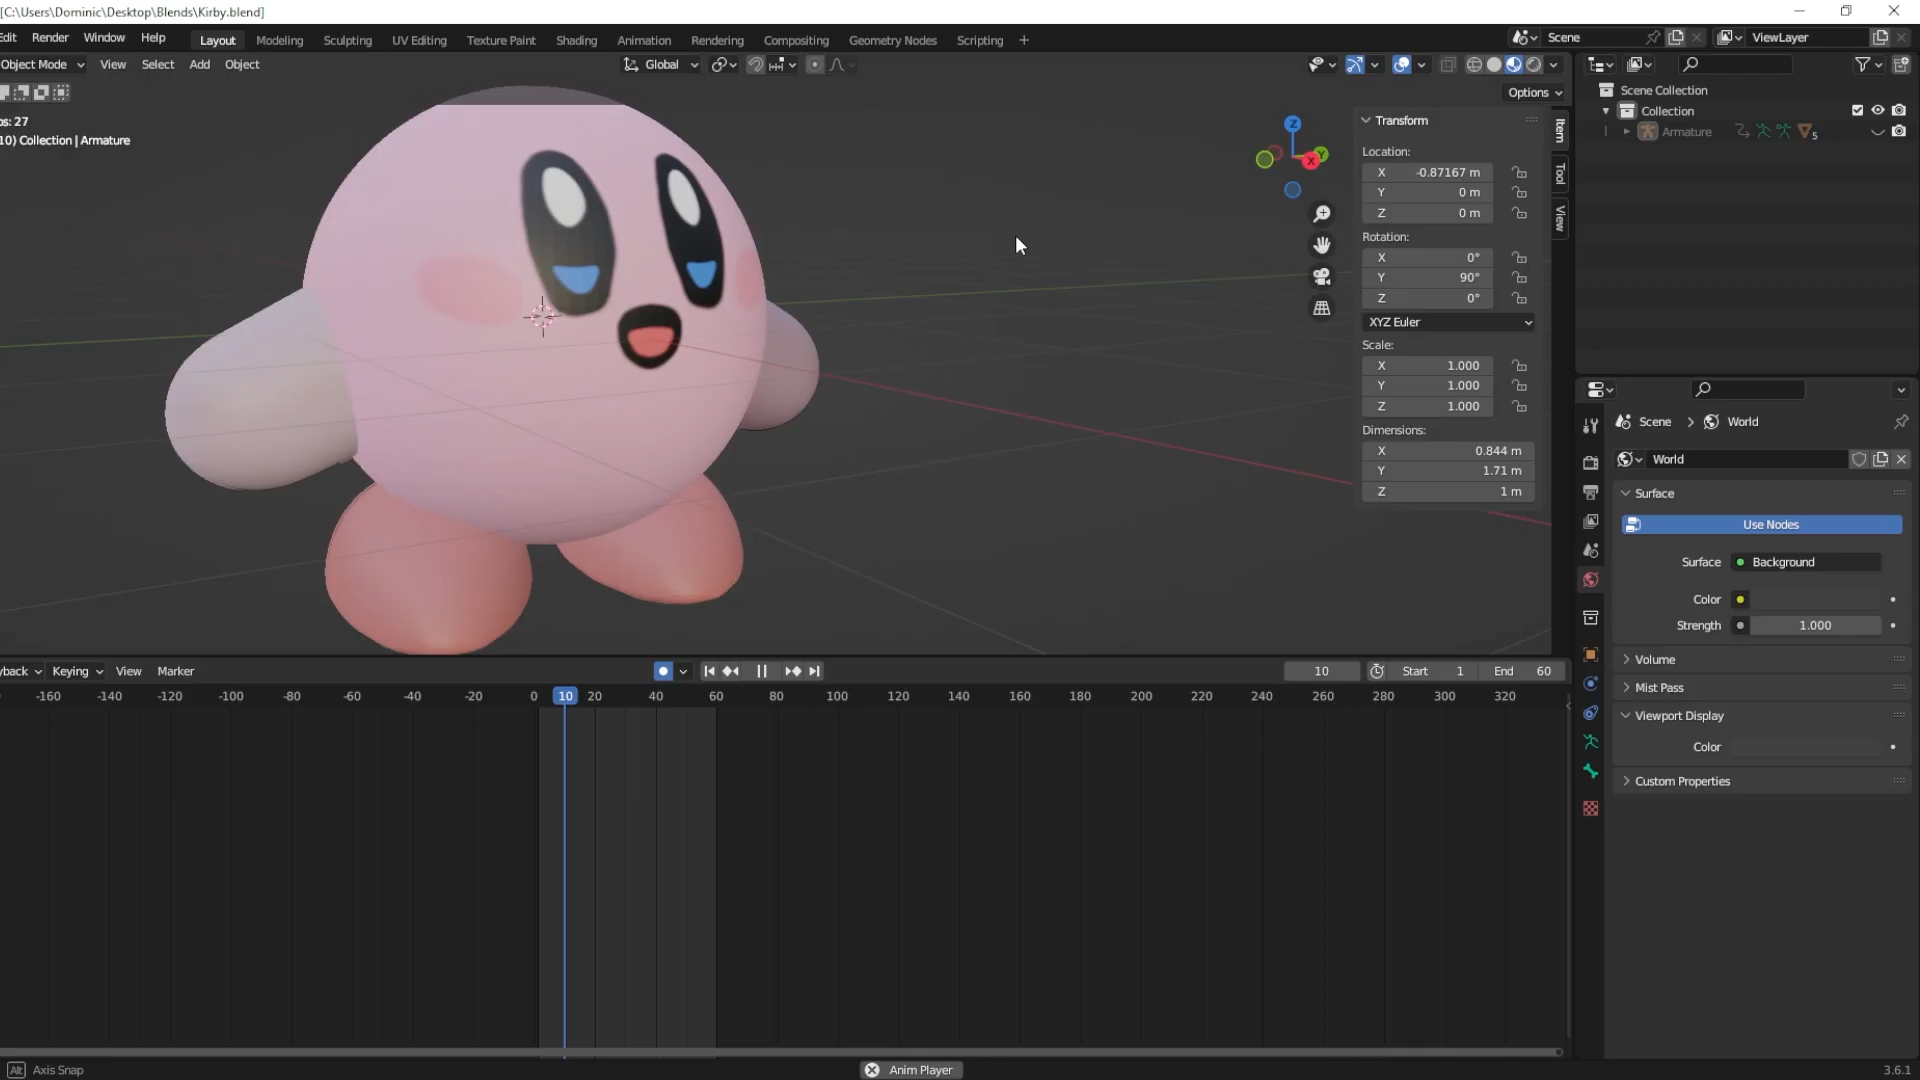 [C:\Users\Dominic\Desktop\Blends\Kirby.blend]
Edit Render Window Help Layout Modeling Sculpting UV Editing Texture Paint Shading Animation Rendering Compositing Geometry Nodes Scripting + Scene ViewLayer
Object Mode View Select Add Object Global
Options
ps: 27
10) Collection | Armature
Z
Y
X
Transform
Location:
X -0.87167 m
Y 0 m
Z 0 m
Rotation:
X 0°
Y 90°
Z 0°
XYZ Euler
Scale:
X 1.000
Y 1.000
Z 1.000
Dimensions:
X 0.844 m
Y 1.71 m
Z 1 m
Item
Tool
View
Scene Collection
Collection
Armature 5
Scene > World
World
Surface
Use Nodes
Surface Background
Color
Strength 1.000
Volume
Mist Pass
Viewport Display
Color
Custom Properties
yback Keying View Marker 10 Start 1 End 60
-160 -140 -120 -100 -80 -60 -40 -20 0 10 20 40 60 80 100 120 140 160 180 200 220 240 260 280 300 320
Alt Axis Snap Anim Player 3.6.1